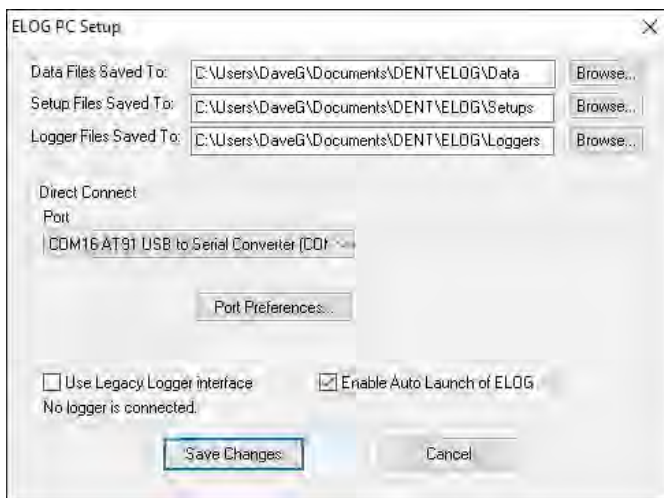 ELOG PC Setup
Data Files Saved To: C:\Users\DaveG\Documents\DENT\ELOG\Data Browse...
Setup Files Saved To: C:\Users\DaveG\Documents\DENT\ELOG\Setups Browse...
Logger Files Saved To: C:\Users\DaveG\Documents\DENT\ELOG\Loggers Browse...
Direct Connect
Port
COM16 AT91 USB to Serial Converter
Port Preferences...
Use Legacy Logger interface Enable Auto Launch of ELOG
No logger is connected.
Save Changes Cancel